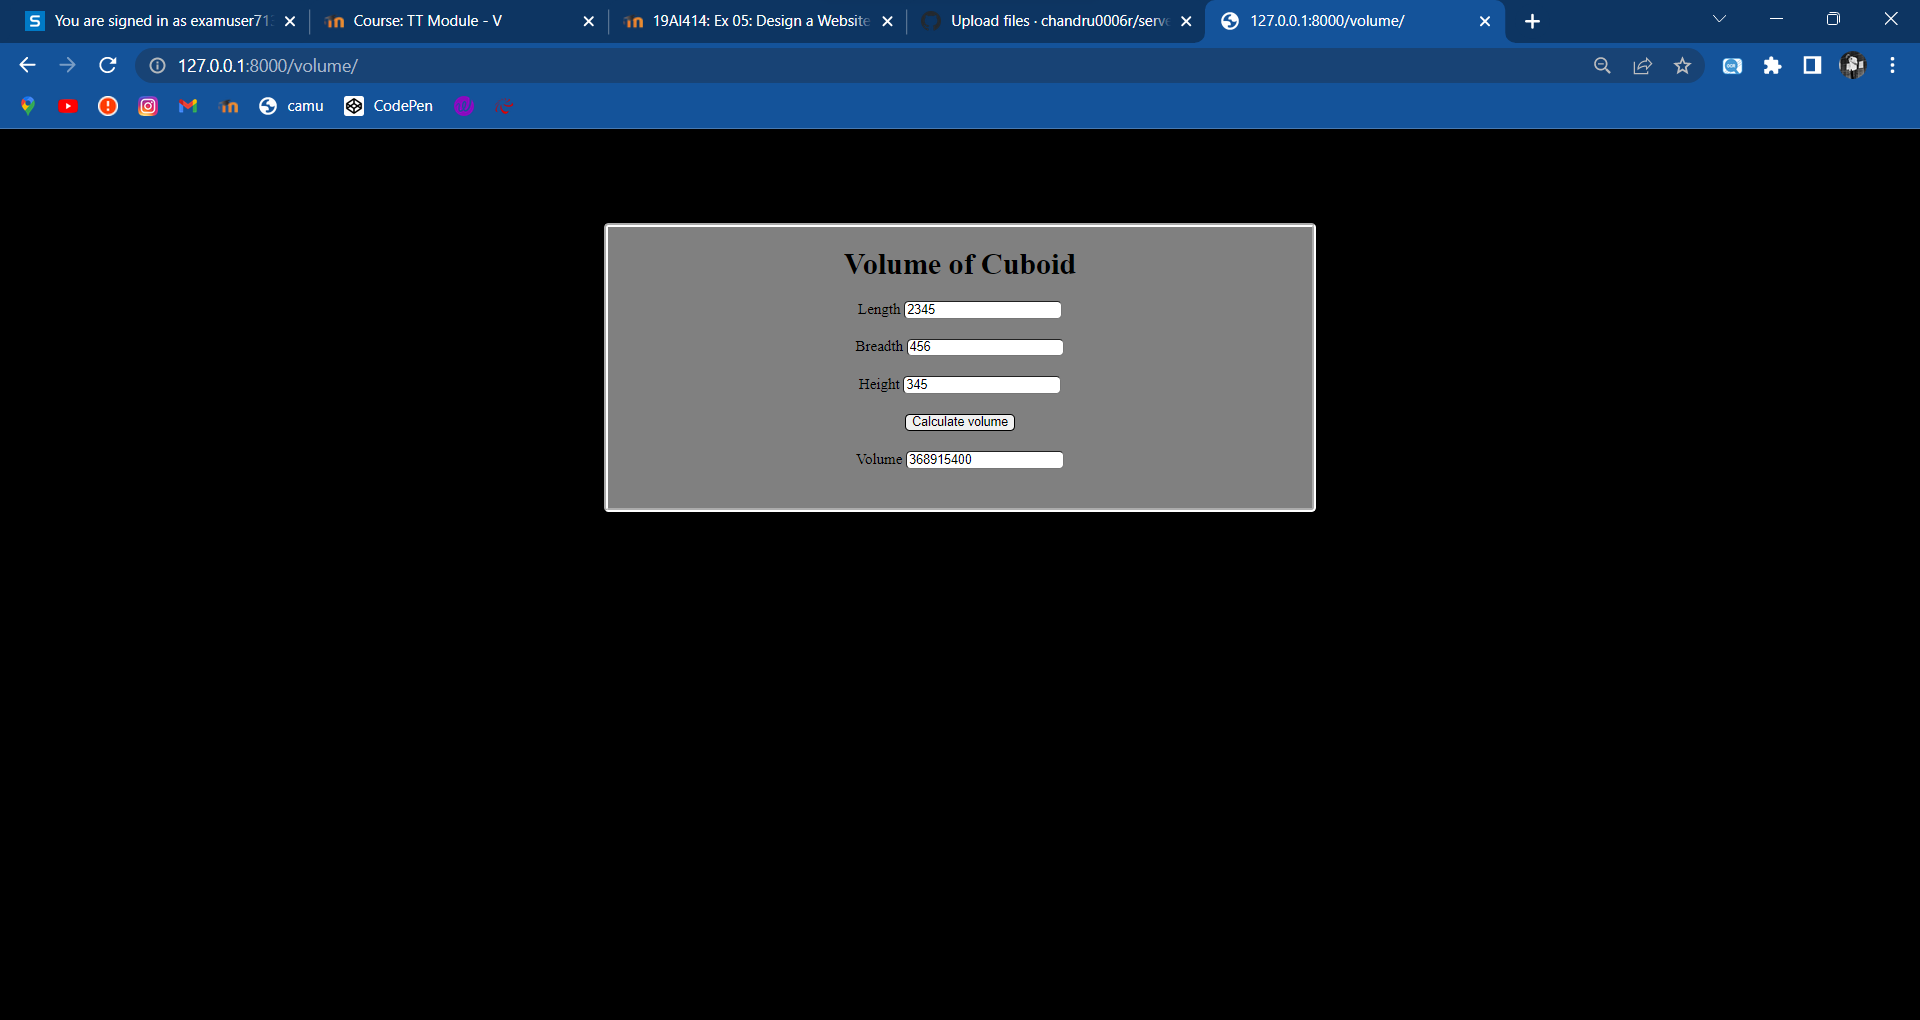 You are signed in as examuser713
Course: TT Module - V
19AI414: Ex 05: Design a Website
Upload files · chandru0006r/serve
127.0.0.1:8000/volume/
127.0.0.1:8000/volume/
camu
CodePen
Volume of Cuboid
Length 2345
Breadth 456
Height 345
Calculate volume
Volume 368915400